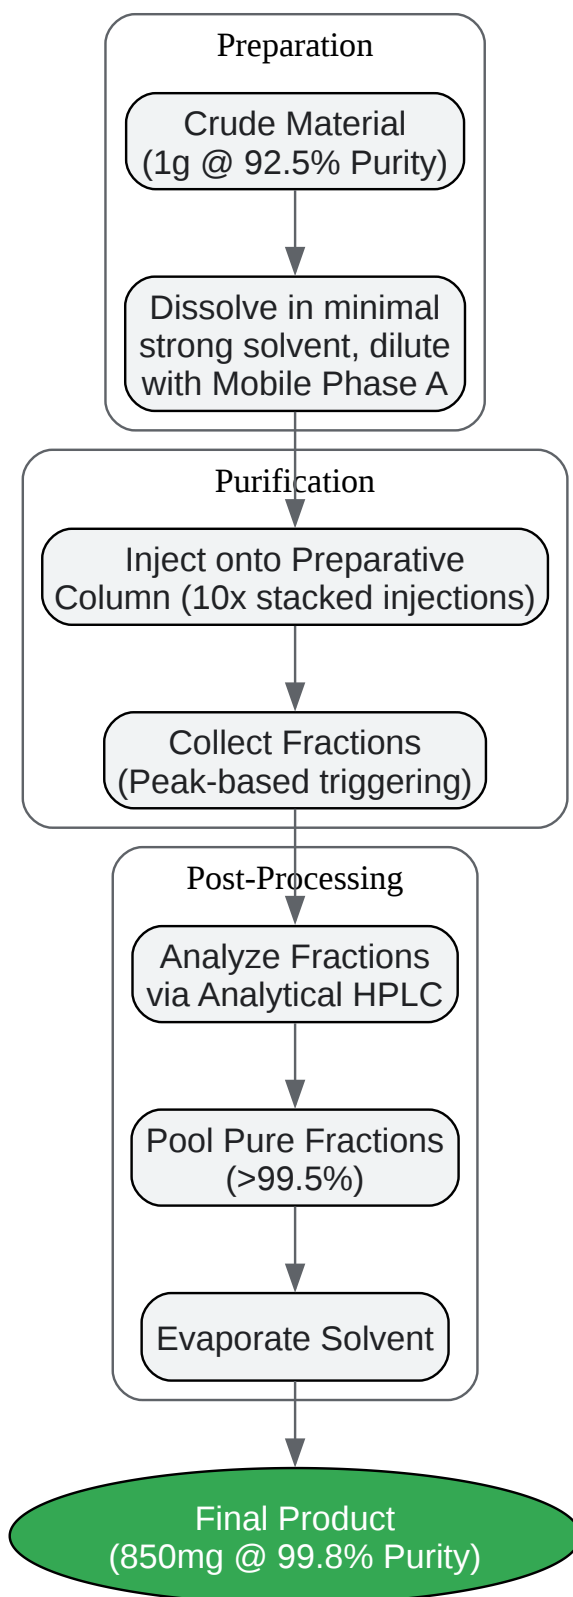 Preparation
Crude Material
(1g @ 92.5% Purity)
Dissolve in minimal
strong solvent, dilute
with Mobile Phase A
Purification
Inject onto Preparative
Column (10x stacked injections)
Collect Fractions
(Peak-based triggering)
Post-Processing
Analyze Fractions
via Analytical HPLC
Pool Pure Fractions
(>99.5%)
Evaporate Solvent
Final Product
(850mg @ 99.8% Purity)